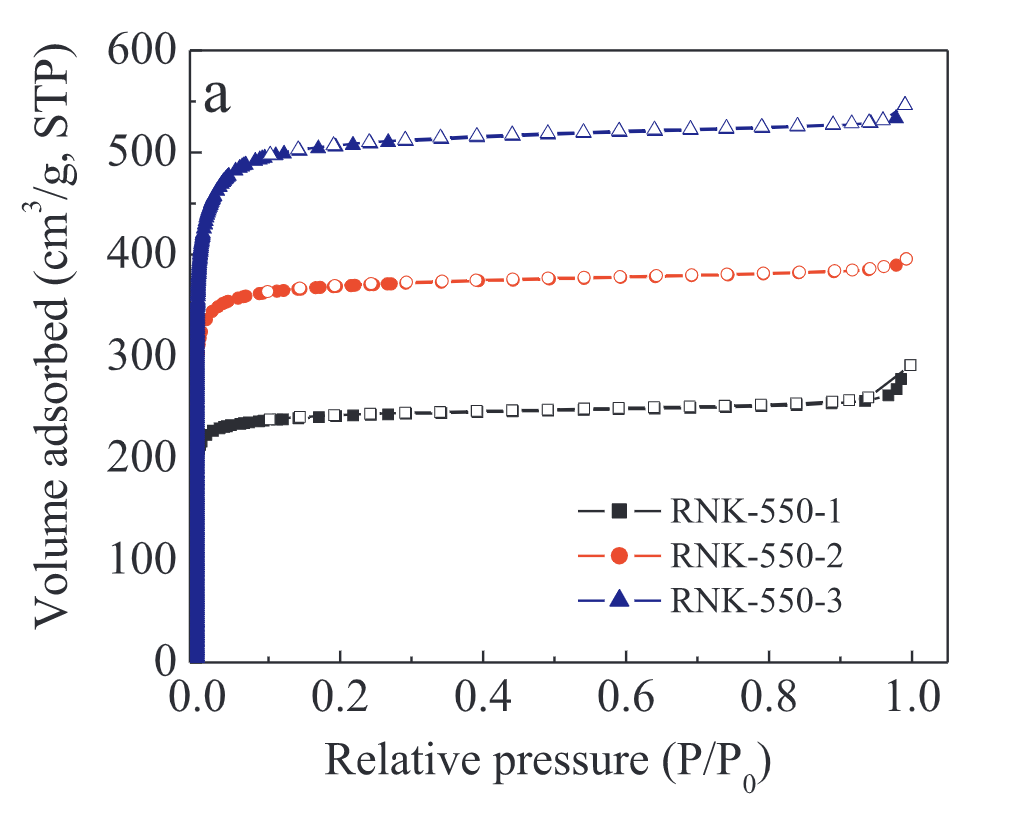 a
Volume adsorbed (cm³/g, STP)
600
500
400
300
200
100
0
RNK-550-1
RNK-550-2
RNK-550-3
0.0 0.2 0.4 0.6 0.8 1.0
Relative pressure (P/P₀)